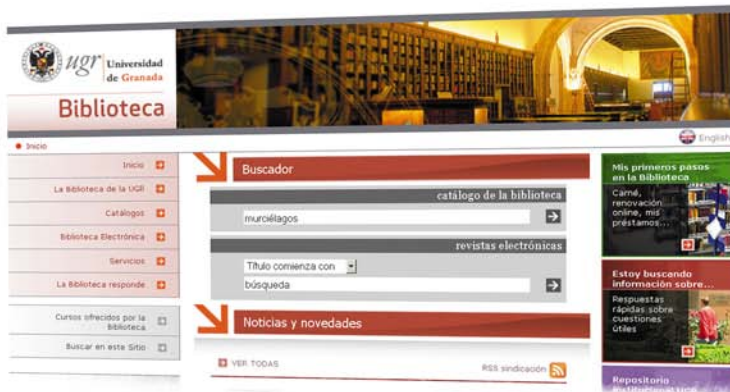 ugr
Universidad
de Granada
Biblioteca
Inicio
English
Inicio
La Biblioteca de la UGR
Catálogos
Biblioteca Electrónica
Servicios
La Biblioteca responde
Cursos ofrecidos por la
biblioteca
Buscar en este Sitio
Buscador
catálogo de la biblioteca
murciélagos
revistas electrónicas
Título comienza con
búsqueda
Noticias y novedades
VER TODAS
RSS sindicación
Mis primeros pasos
en la Biblioteca
Carné,
renovación
online, mis
préstamos...
Estoy buscando
información sobre...
Respuestas
rápidas sobre
cuestiones
útiles
Repositorio